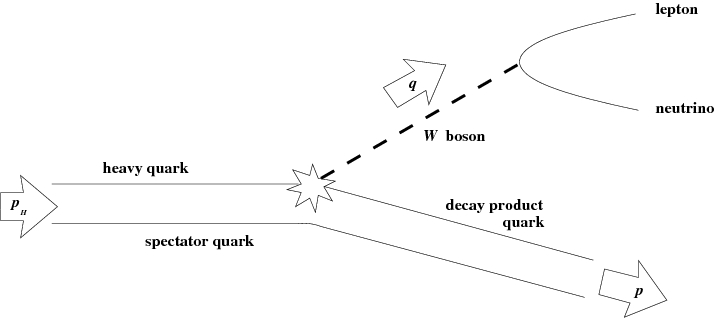 lepton
q
neutrino
W boson
heavy quark
p_H
decay product
quark
spectator quark
p